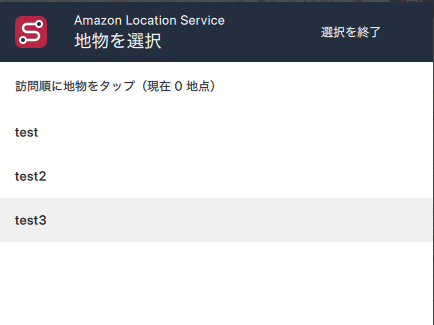 Amazon Location Service
地物を選択
選択を終了
訪問順に地物をタップ（現在 0 地点）
test
test2
test3